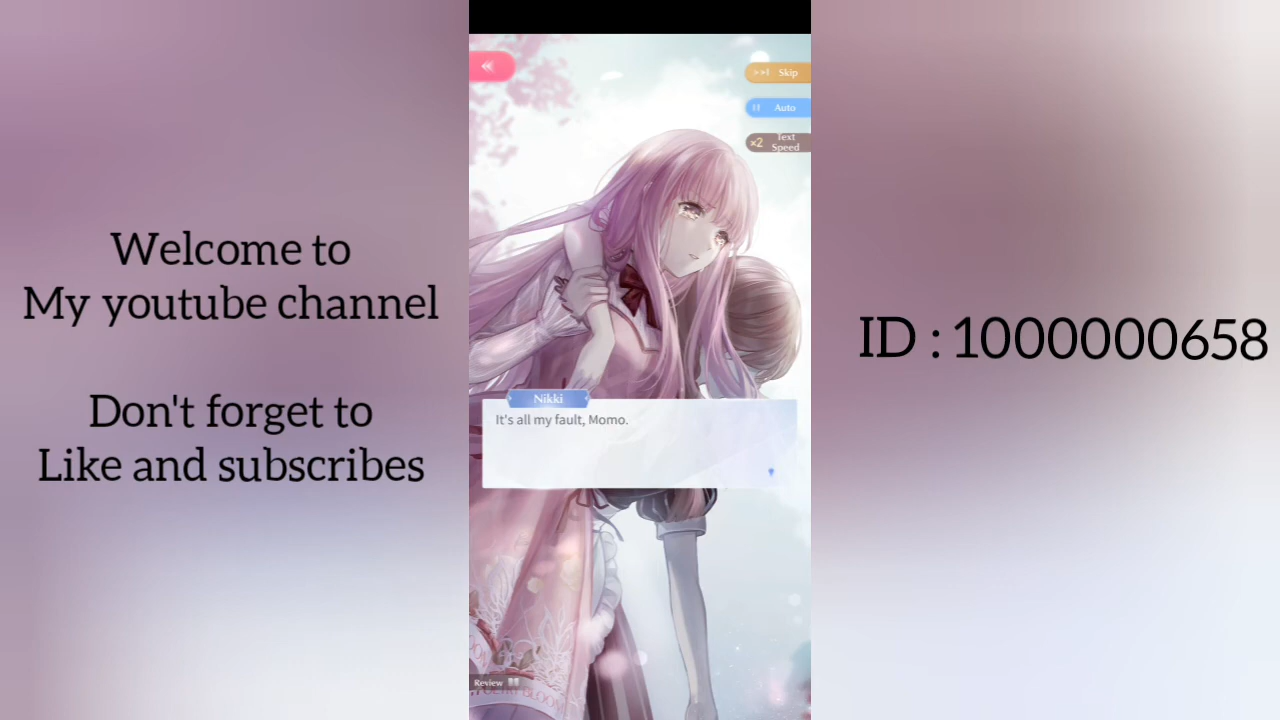 Welcome to
My youtube channel
Don't forget to
Like and subscribes
Skip
Auto
x2 Text
Speed
Nikki
It's all my fault, Momo.
Review
ID : 1000000658